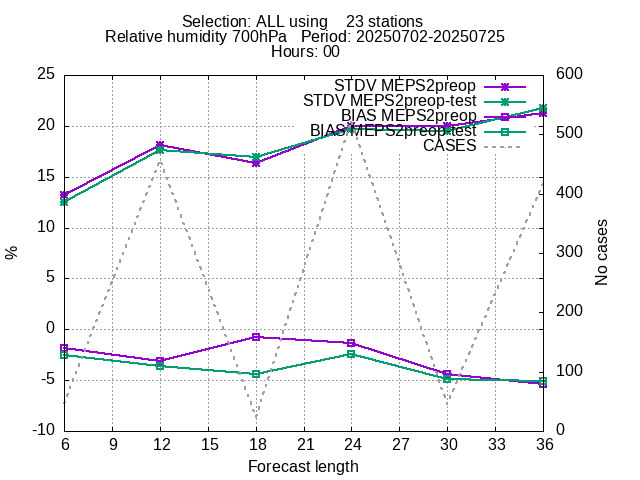 Selection: ALL using    23 stations
Relative humidity 700hPa   Period: 20250702-20250725
Hours: 00
STDV MEPS2preop
STDV MEPS2preop-test
BIAS MEPS2preop
BIAS MEPS2preop-test
CASES
25
20
15
10
5
0
-5
-10
%
600
500
400
300
200
100
0
No cases
6 9 12 15 18 21 24 27 30 33 36
Forecast length